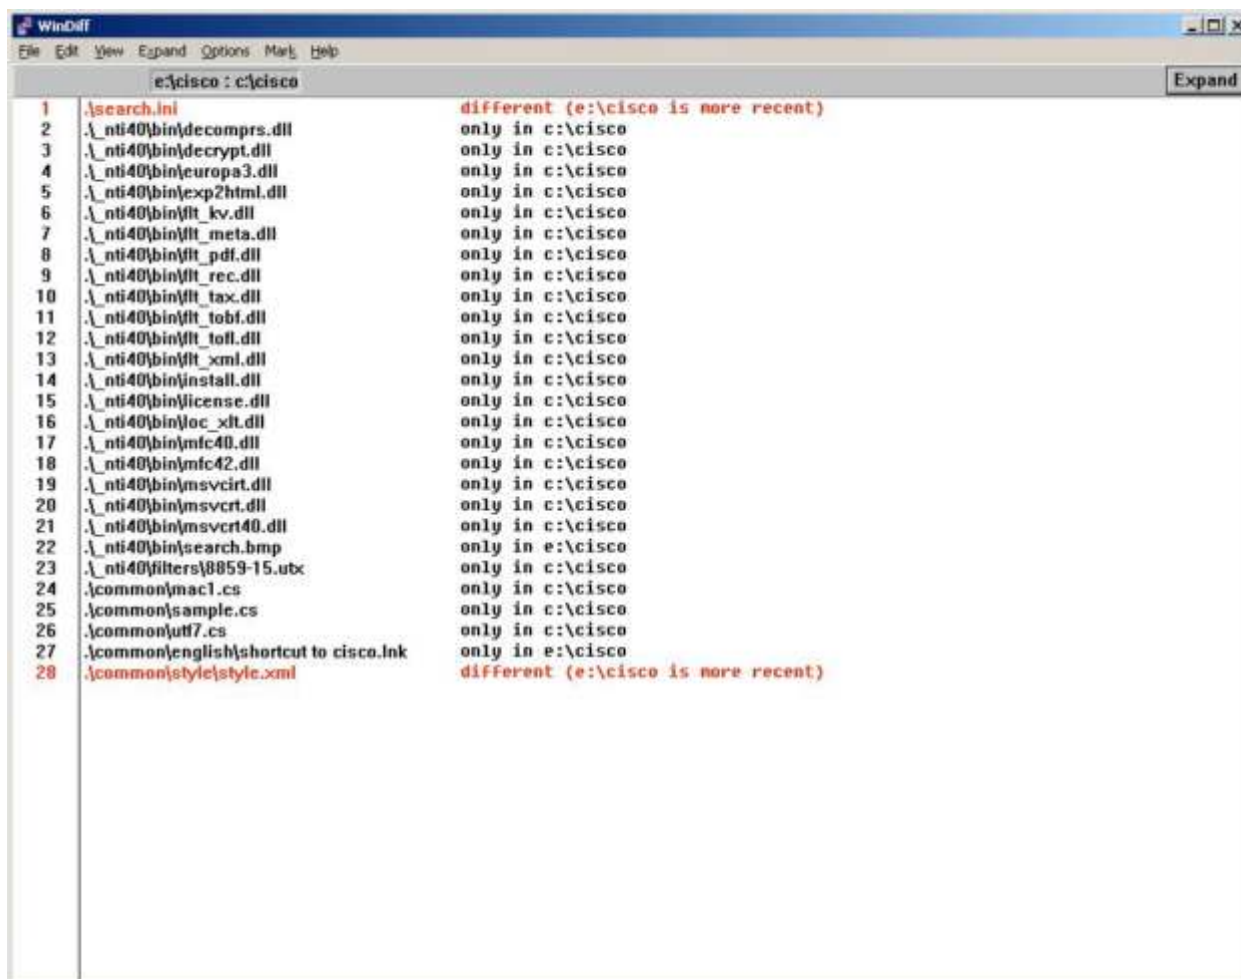 WinDiff
File Edit View Expand Options Mark Help
e:\cisco : c:\cisco Expand
1 .\search.ini different (e:\cisco is more recent)
2 .\_nti40\bin\decomprs.dll only in c:\cisco
3 .\_nti40\bin\decrypt.dll only in c:\cisco
4 .\_nti40\bin\europa3.dll only in c:\cisco
5 .\_nti40\bin\exp2html.dll only in c:\cisco
6 .\_nti40\bin\flt_kv.dll only in c:\cisco
7 .\_nti40\bin\flt_meta.dll only in c:\cisco
8 .\_nti40\bin\flt_pdf.dll only in c:\cisco
9 .\_nti40\bin\flt_rec.dll only in c:\cisco
10 .\_nti40\bin\flt_tax.dll only in c:\cisco
11 .\_nti40\bin\flt_tobf.dll only in c:\cisco
12 .\_nti40\bin\flt_tofl.dll only in c:\cisco
13 .\_nti40\bin\flt_xml.dll only in c:\cisco
14 .\_nti40\bin\install.dll only in c:\cisco
15 .\_nti40\bin\license.dll only in c:\cisco
16 .\_nti40\bin\loc_xlt.dll only in c:\cisco
17 .\_nti40\bin\mfc40.dll only in c:\cisco
18 .\_nti40\bin\mfc42.dll only in c:\cisco
19 .\_nti40\bin\msvcirt.dll only in c:\cisco
20 .\_nti40\bin\msvcrt.dll only in c:\cisco
21 .\_nti40\bin\msvcrt40.dll only in c:\cisco
22 .\_nti40\bin\search.bmp only in e:\cisco
23 .\_nti40\filters\8859-15.utx only in c:\cisco
24 .\common\mac1.cs only in c:\cisco
25 .\common\sample.cs only in c:\cisco
26 .\common\utf7.cs only in c:\cisco
27 .\common\english\shortcut to cisco.lnk only in e:\cisco
28 .\common\style\style.xml different (e:\cisco is more recent)